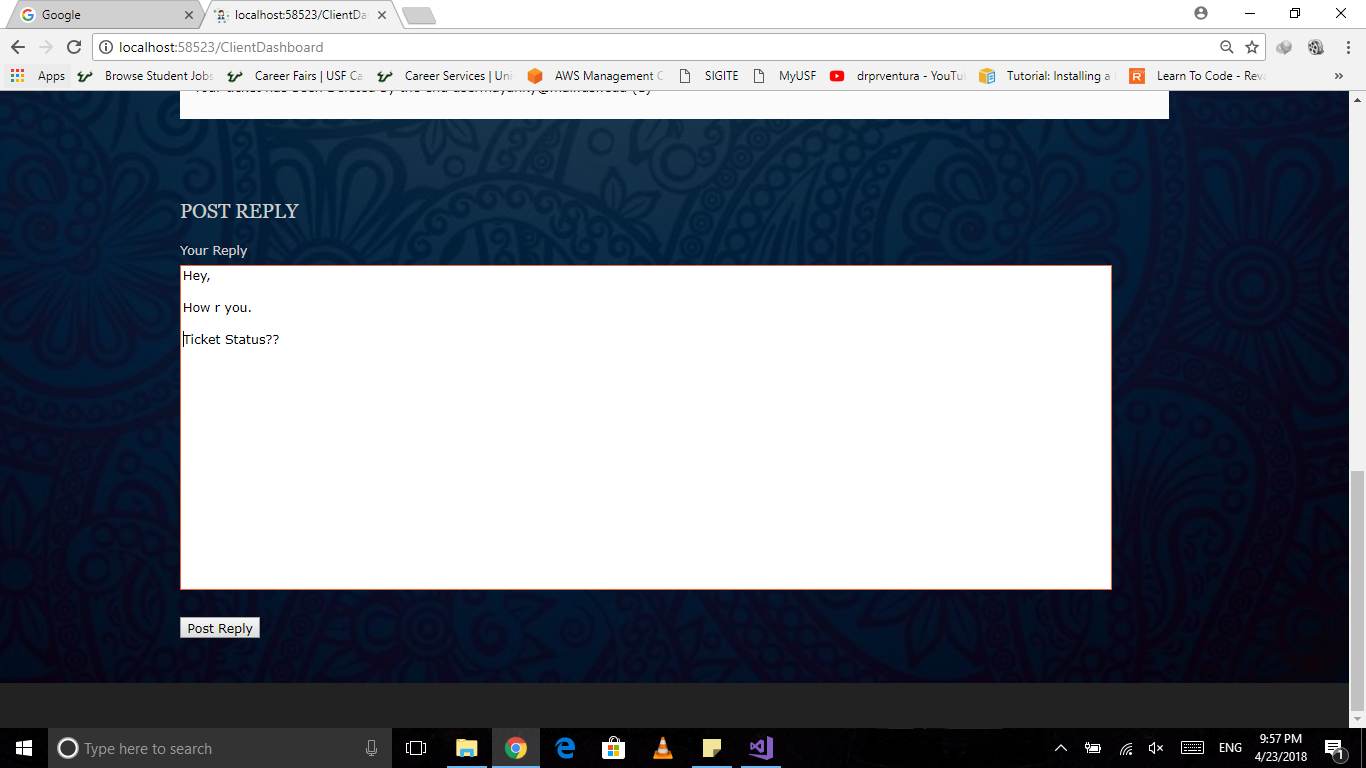 Google
localhost:58523/ClientDa
localhost:58523/ClientDashboard
Apps
Browse Student Jobs
Career Fairs | USF Ca
Career Services | Uni
AWS Management C
SIGITE
MyUSF
drprventura - YouTu
Tutorial: Installing a
Learn To Code - Reva
»
POST REPLY
Your Reply
Hey,
How r you.
Ticket Status??
Post Reply
Type here to search
ENG
9:57 PM
4/23/2018
1